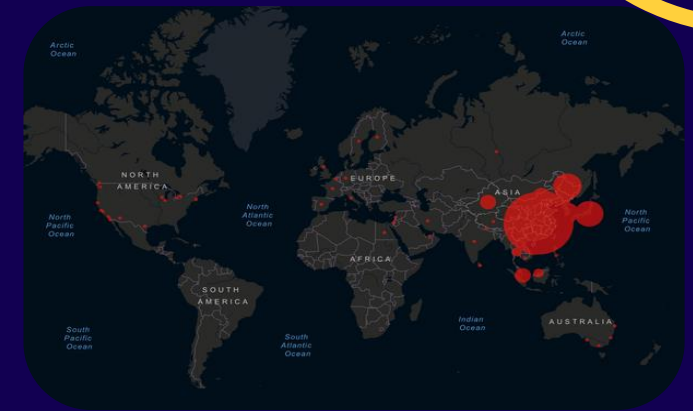 Arctic
Ocean
Arctic
Ocean
NORTH
AMERICA
EUROPE
ASIA
North
Pacific
Ocean
North
Atlantic
Ocean
North
Pacific
Ocean
AFRICA
SOUTH
AMERICA
Indian
Ocean
AUSTRALIA
South
Pacific
Ocean
South
Atlantic
Ocean